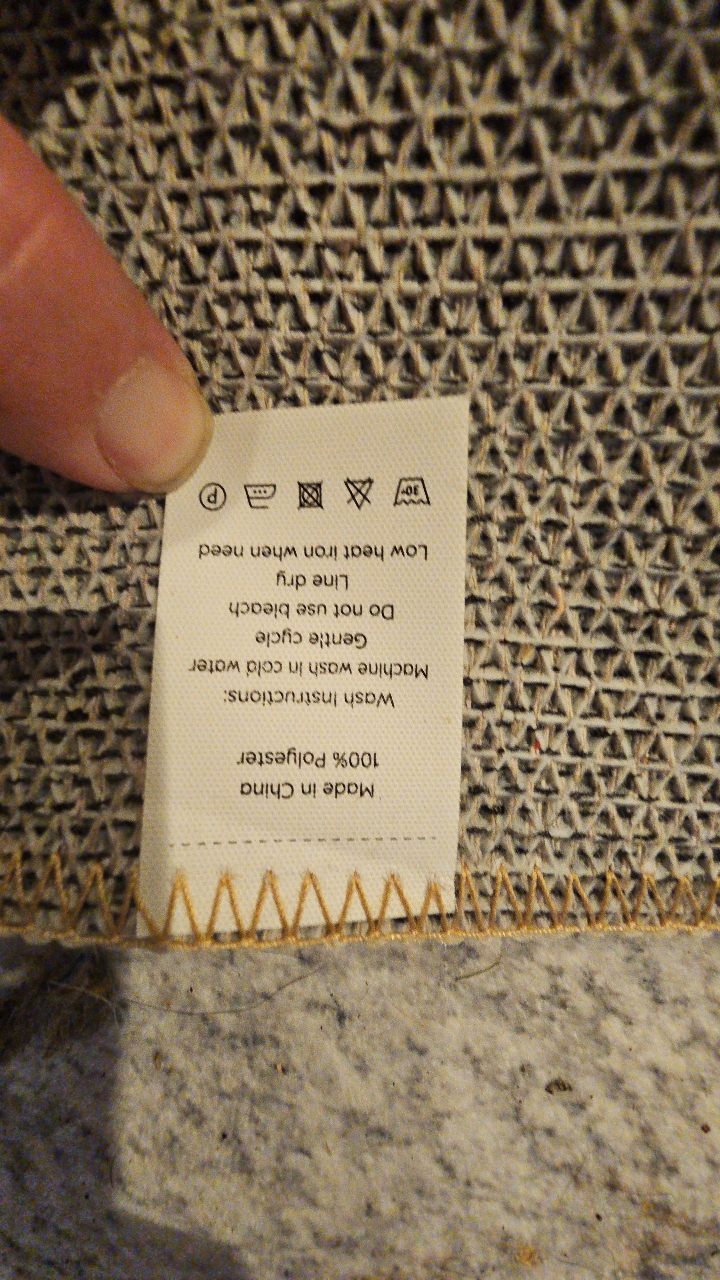 Made in China
100% Polyester
Wash Instructions:
Machine wash in cold water
Gentle cycle
Do not use bleach
Line dry
Low heat iron when need
30° P